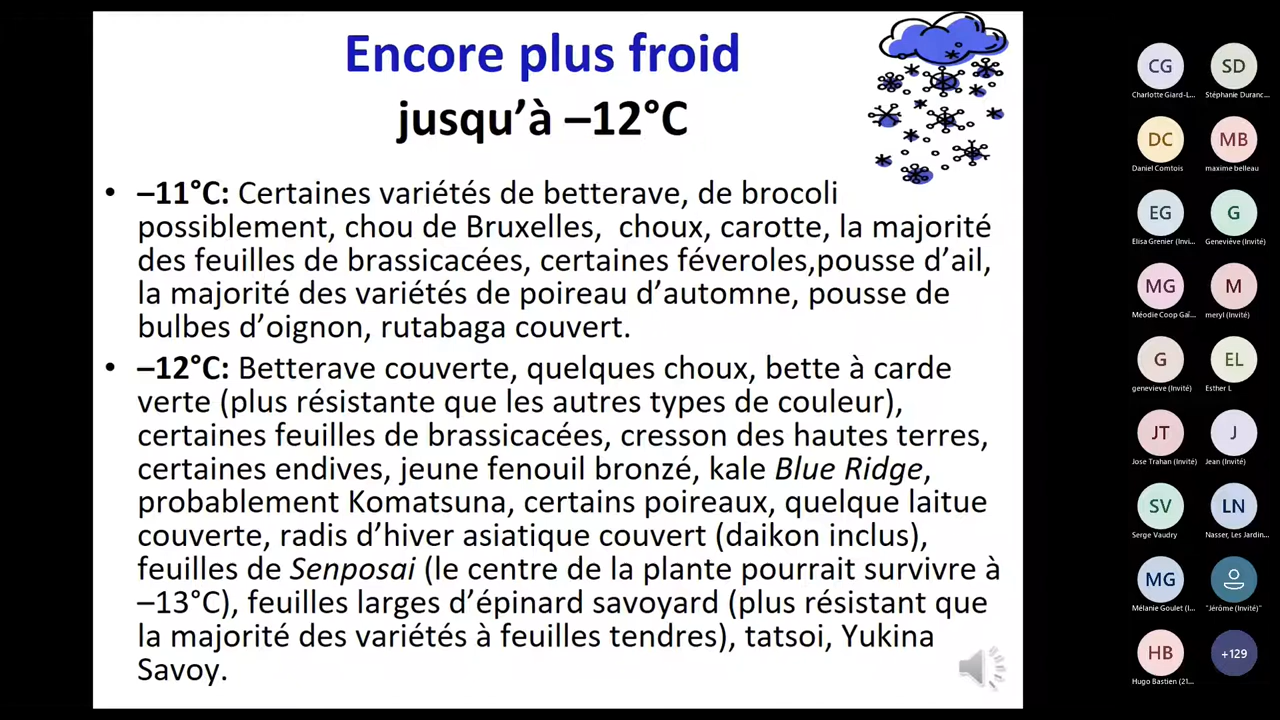 Encore plus froid
jusqu’à –12°C
• –11°C: Certaines variétés de betterave, de brocoli
possiblement, chou de Bruxelles,  choux, carotte, la majorité
des feuilles de brassicacées, certaines féveroles,pousse d’ail,
la majorité des variétés de poireau d’automne, pousse de
bulbes d’oignon, rutabaga couvert.
• –12°C: Betterave couverte, quelques choux, bette à carde
verte (plus résistante que les autres types de couleur),
certaines feuilles de brassicacées, cresson des hautes terres,
certaines endives, jeune fenouil bronzé, kale Blue Ridge,
probablement Komatsuna, certains poireaux, quelque laitue
couverte, radis d’hiver asiatique couvert (daikon inclus),
feuilles de Senposai (le centre de la plante pourrait survivre à
–13°C), feuilles larges d’épinard savoyard (plus résistant que
la majorité des variétés à feuilles tendres), tatsoi, Yukina
Savoy.
CG SD
Charlotte Giard-L... Stéphanie Duranc...
DC MB
Daniel Comtois maxime belleau
EG G
Elisa Grenier (Invi... Geneviève (Invité)
MG M
Méodie Coop Gaï... meryl (Invité)
G EL
genevieve (Invité) Esther L
JT J
Jose Trahan (Invité) Jean (Invité)
SV LN
Serge Vaudry Nasser, Les Jardin...
MG
Mélanie Goulet (I... "Jérôme (Invité)"
HB +129
Hugo Bastien (21...